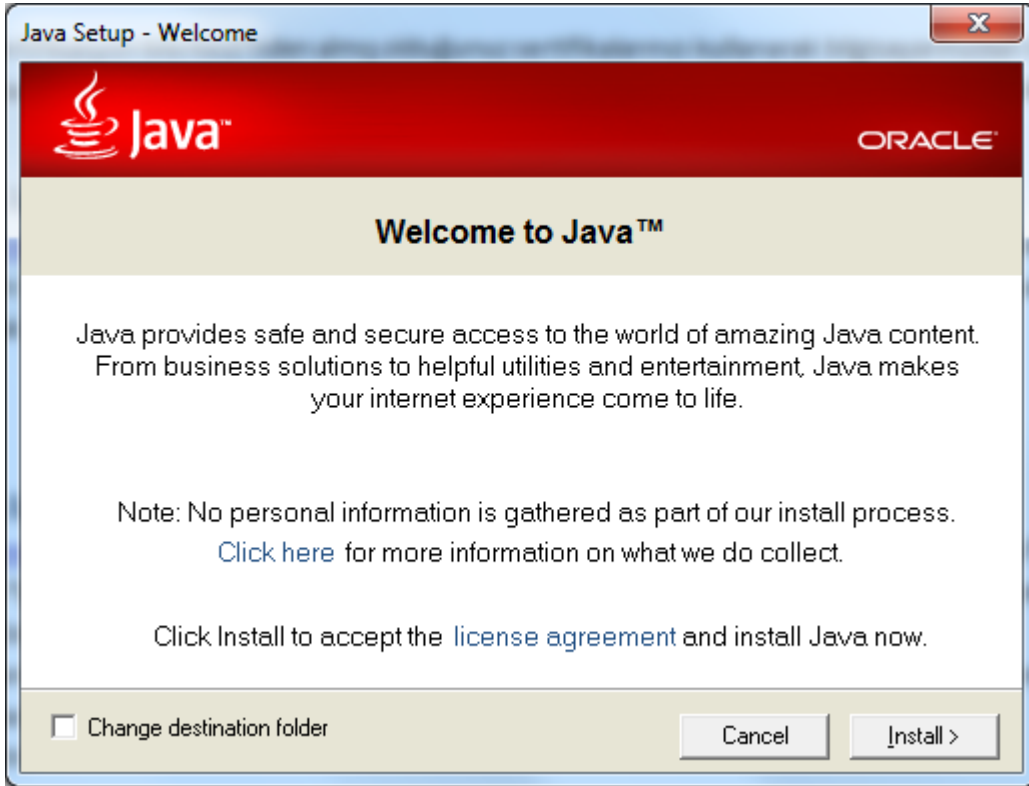 Java Setup - Welcome
Java™
ORACLE
Welcome to Java™
Java provides safe and secure access to the world of amazing Java content.
From business solutions to helpful utilities and entertainment, Java makes
your internet experience come to life.
Note: No personal information is gathered as part of our install process.
Click here for more information on what we do collect.
Click Install to accept the license agreement and install Java now.
Change destination folder
Cancel
Install >